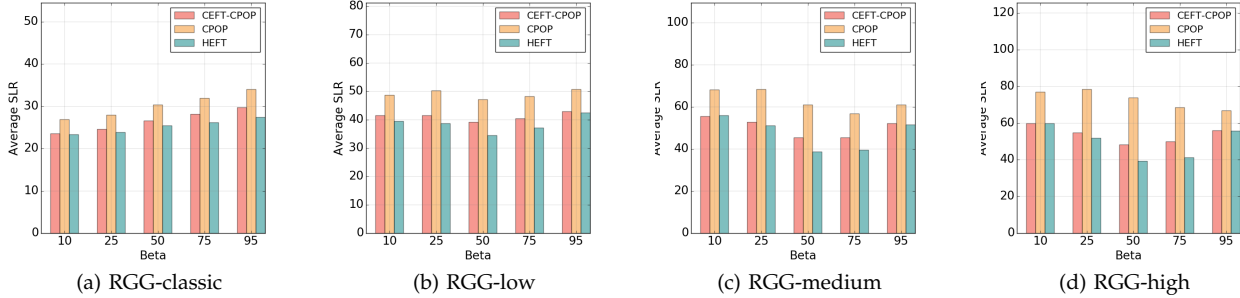 50
40
30
20
10
0
Average SLR
10 25 50 75 95
Beta
CEFT-CPOP
CPOP
HEFT
(a) RGG-classic
80
70
60
50
40
30
20
10
0
Average SLR
10 25 50 75 95
Beta
CEFT-CPOP
CPOP
HEFT
(b) RGG-low
100
80
60
40
20
0
Average SLR
10 25 50 75 95
Beta
CEFT-CPOP
CPOP
HEFT
(c) RGG-medium
120
100
80
60
40
20
0
Average SLR
10 25 50 75 95
Beta
CEFT-CPOP
CPOP
HEFT
(d) RGG-high